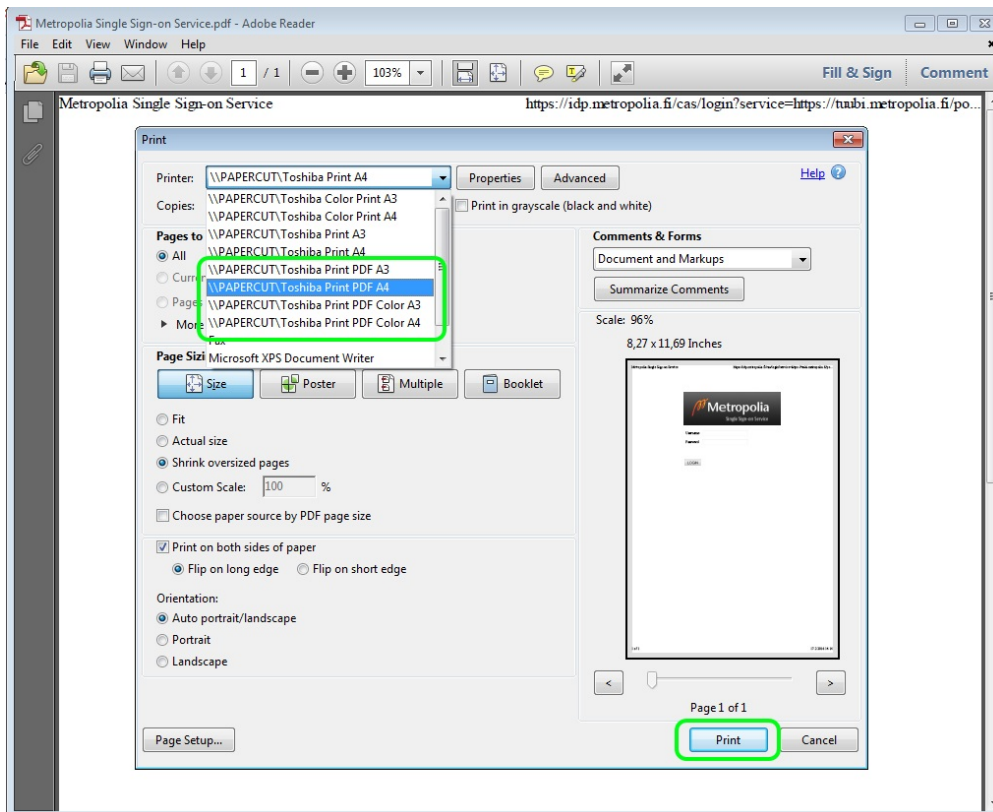 Metropolia Single Sign-on Service.pdf - Adobe Reader
File Edit View Window Help
1 / 1 103% Fill & Sign Comment
Metropolia Single Sign-on Service https://idp.metropolia.fi/cas/login?service=https://tuubi.metropolia.fi/po...
Print
Printer: \\PAPERCUT\Toshiba Print A4 Properties Advanced Help
Copies: Print in grayscale (black and white)
\\PAPERCUT\Toshiba Color Print A3
\\PAPERCUT\Toshiba Color Print A4
\\PAPERCUT\Toshiba Print A3
\\PAPERCUT\Toshiba Print A4
\\PAPERCUT\Toshiba Print PDF A3
\\PAPERCUT\Toshiba Print PDF A4
\\PAPERCUT\Toshiba Print PDF Color A3
\\PAPERCUT\Toshiba Print PDF Color A4
Fax
Microsoft XPS Document Writer
Pages to
All
Curre
Pages
More
Comments & Forms
Document and Markups
Summarize Comments
Scale: 96%
8,27 x 11,69 Inches
Metropolia
Single Sign-on Service
Page Sizi
Size Poster Multiple Booklet
Fit
Actual size
Shrink oversized pages
Custom Scale: 100 %
Choose paper source by PDF page size
Print on both sides of paper
Flip on long edge Flip on short edge
Orientation:
Auto portrait/landscape
Portrait
Landscape
< >
Page 1 of 1
Page Setup... Print Cancel